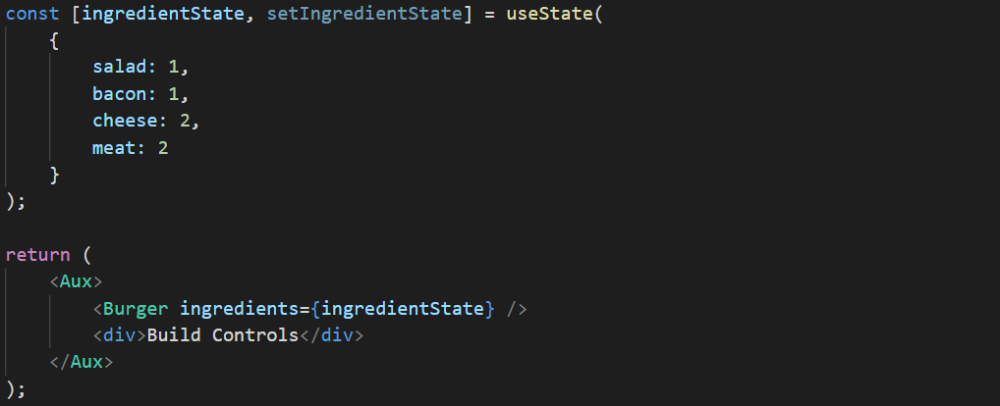 const [ingredientState, setIngredientState] = useState(
    {
        salad: 1,
        bacon: 1,
        cheese: 2,
        meat: 2
    }
);

return (
    <Aux>
        <Burger ingredients={ingredientState} />
        <div>Build Controls</div>
    </Aux>
);